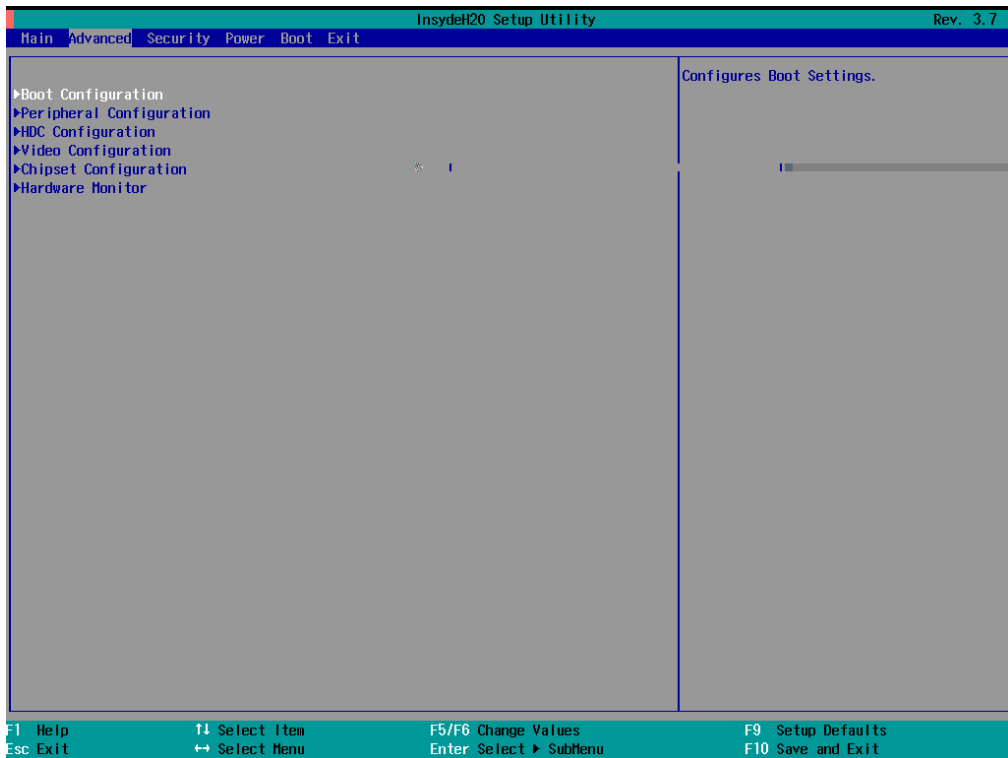 InsydeH2O Setup Utility Rev. 3.7
Main Advanced Security Power Boot Exit
Configures Boot Settings.
▶Boot Configuration
▶Peripheral Configuration
▶HDC Configuration
▶Video Configuration
▶Chipset Configuration
▶Hardware Monitor
F1 Help ↑↓ Select Item F5/F6 Change Values F9 Setup Defaults
Esc Exit ↔ Select Menu Enter Select ▶ SubMenu F10 Save and Exit